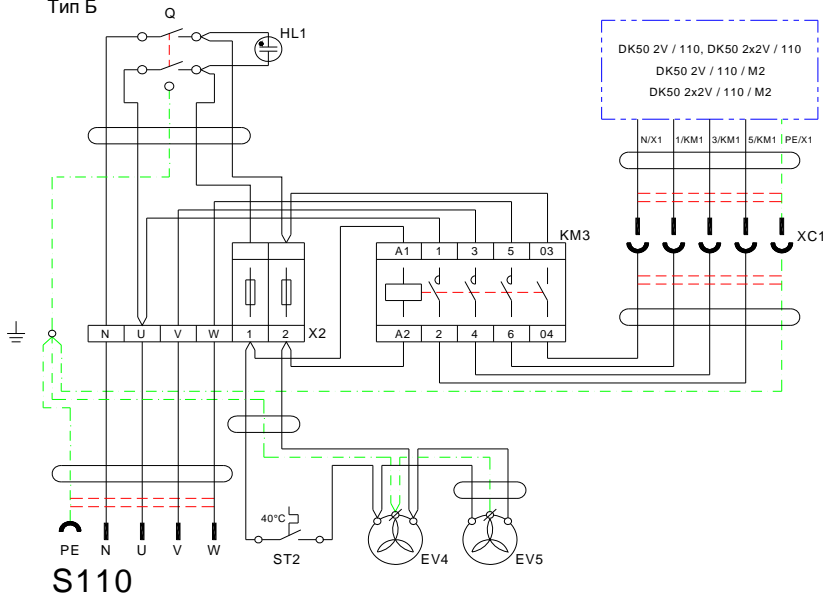 Тип Б
Q
HL1
DK50 2V / 110, DK50 2x2V / 110
DK50 2V / 110 / M2
DK50 2x2V / 110 / M2
N/X1 1/KM1 3/KM1 5/KM1 PE/X1
XC1
KM3
A1 1 3 5 03
A2 2 4 6 04
N U V W 1 2 X2
40°C
ST2
EV4
EV5
PE N U V W
S110